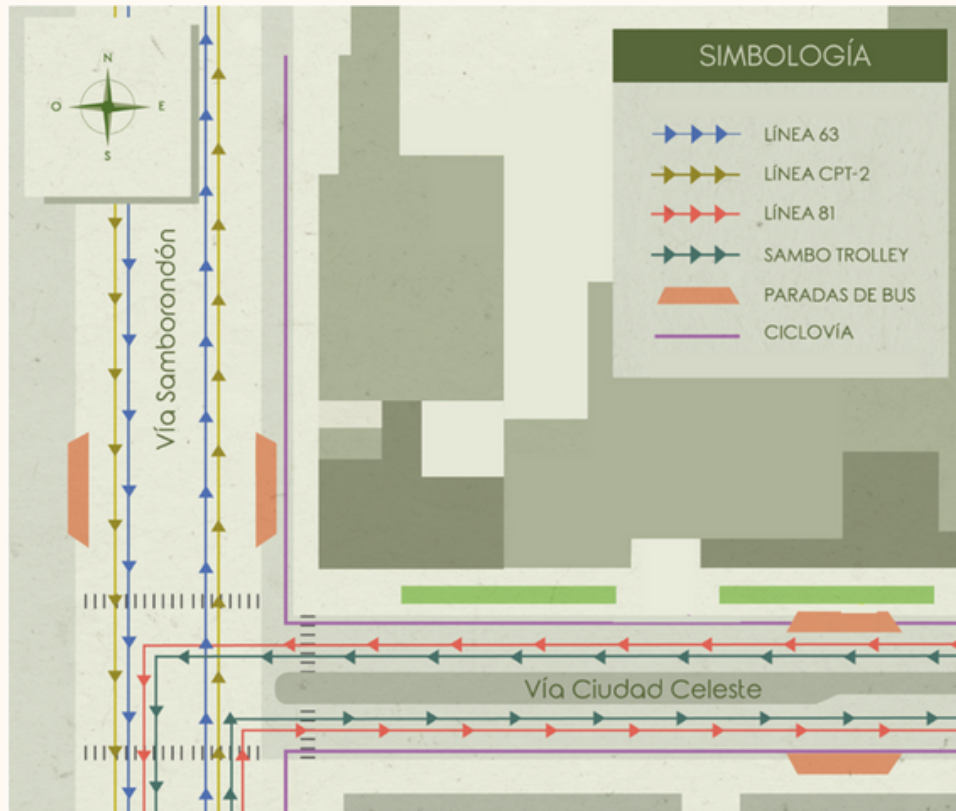 N
O
E
S
SIMBOLOGÍA
LÍNEA 63
LÍNEA CPT-2
LÍNEA 81
SAMBO TROLLEY
PARADAS DE BUS
CICLOVÍA
Vía Samborondón
Vía Ciudad Celeste